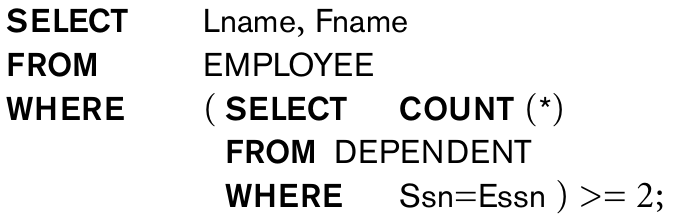 SELECT Lname, Fname
FROM EMPLOYEE
WHERE ( SELECT COUNT (*)
FROM DEPENDENT
WHERE Ssn=Essn ) >= 2;